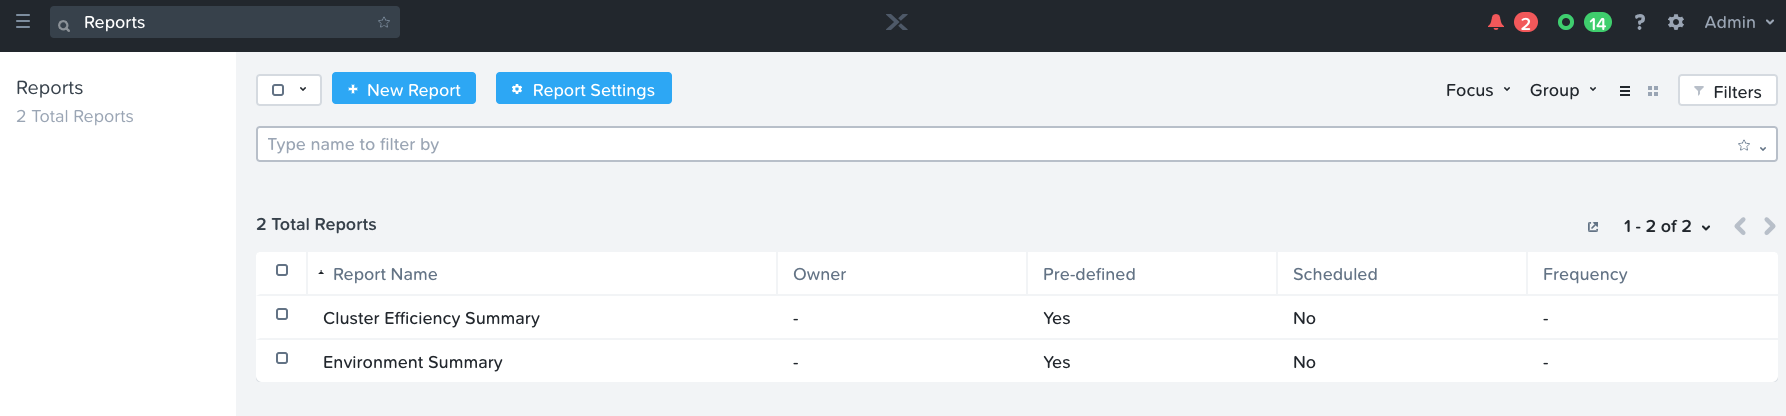 Reports
2
14
?
Admin
Reports
2 Total Reports
+ New Report
Report Settings
Focus
Group
Filters
Type name to filter by
2 Total Reports
1 - 2 of 2
Report Name
Owner
Pre-defined
Scheduled
Frequency
Cluster Efficiency Summary
-
Yes
No
-
Environment Summary
-
Yes
No
-